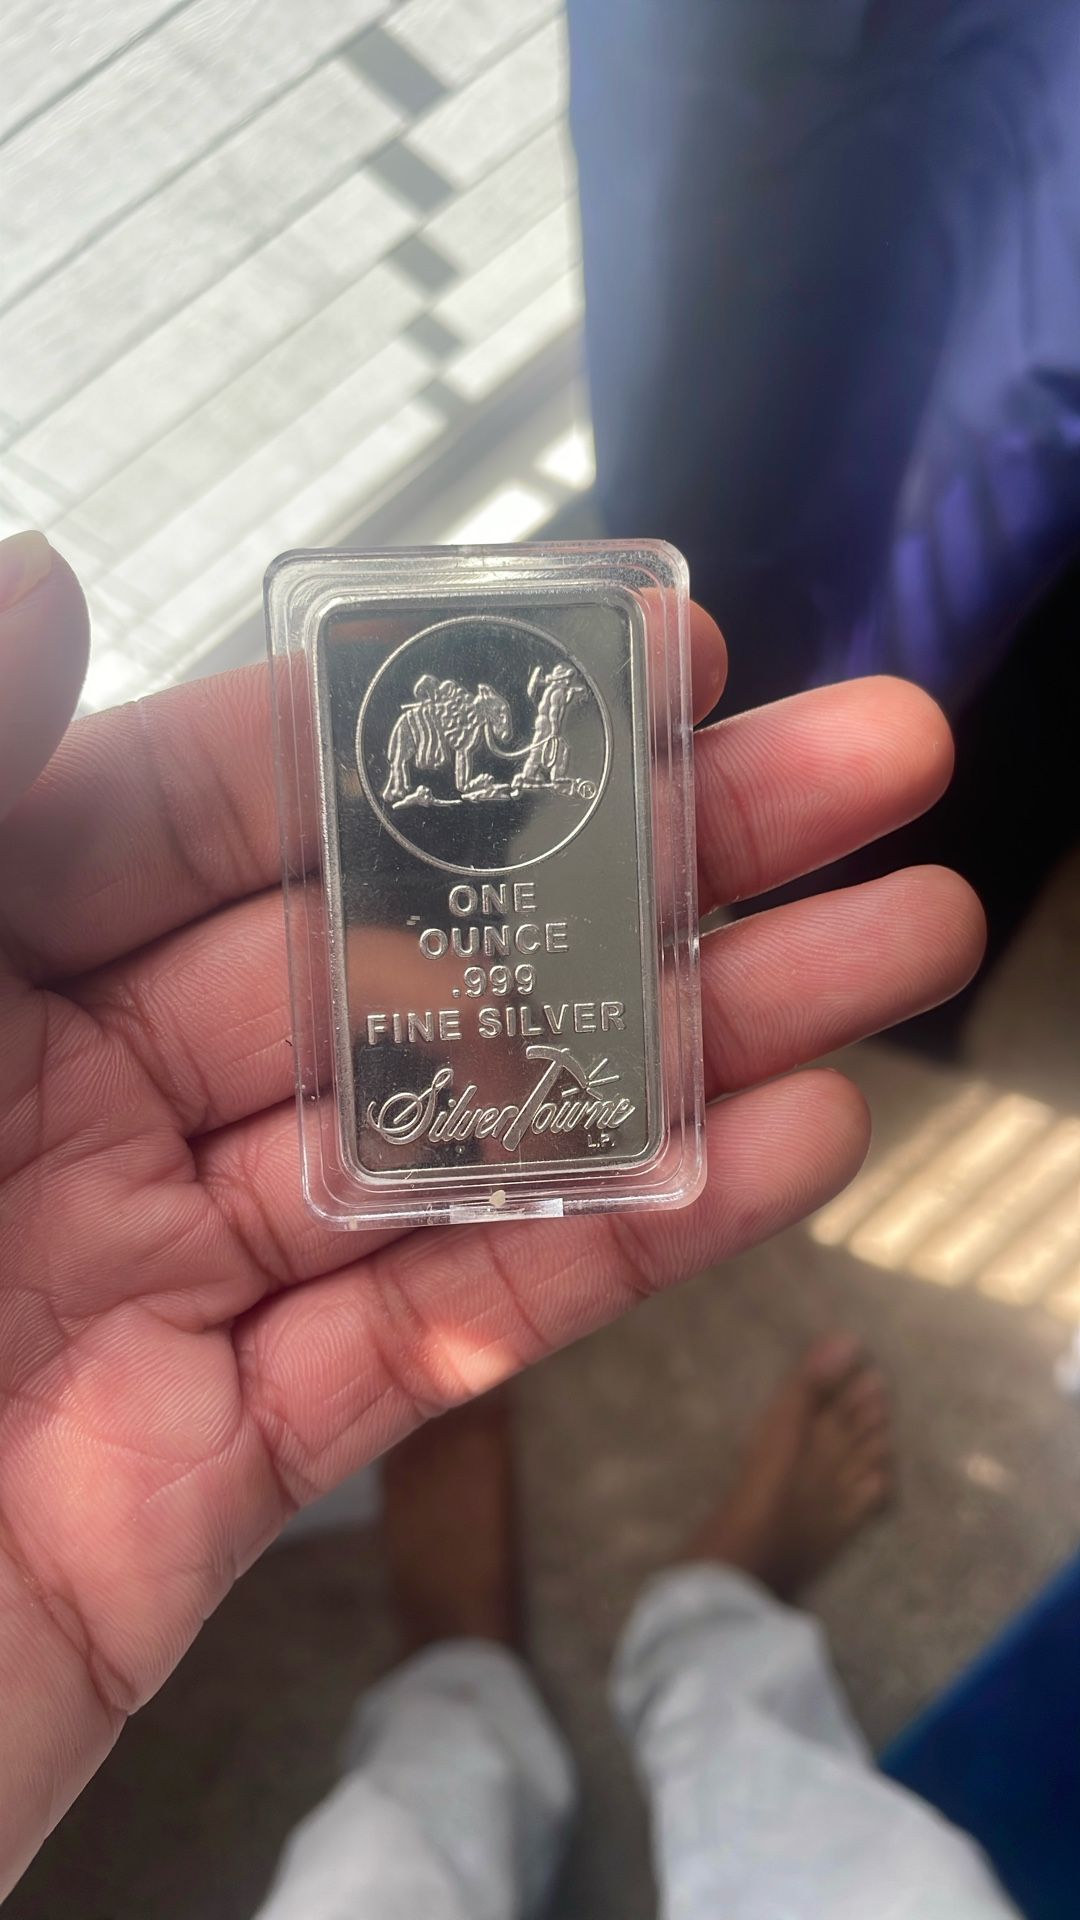 ®
ONE
OUNCE
.999
FINE SILVER
SilverTowne
L.P.